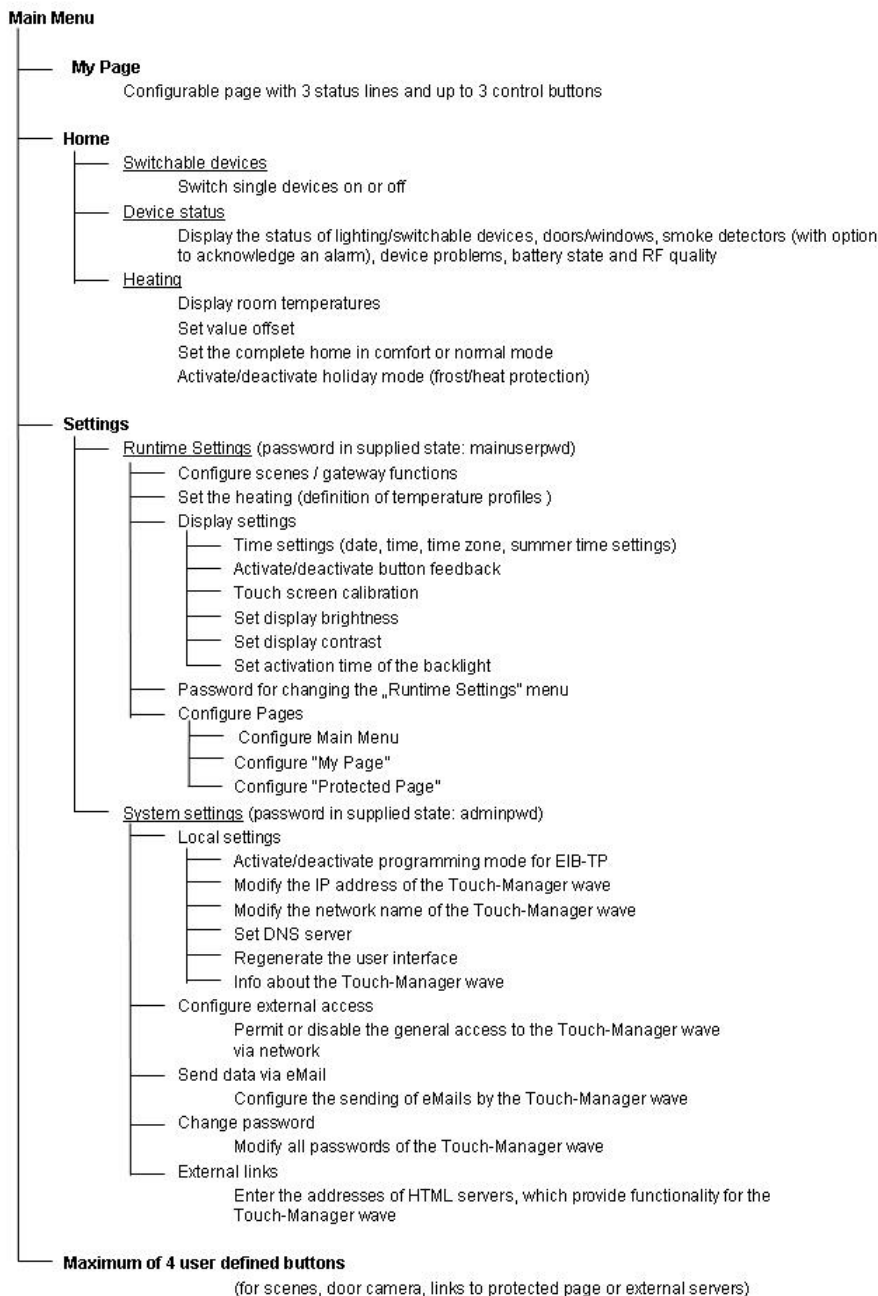 Main Menu
My Page
Configurable page with 3 status lines and up to 3 control buttons
Home
Switchable devices
Switch single devices on or off
Device status
Display the status of lighting/switchable devices, doors/windows, smoke detectors (with option
to acknowledge an alarm), device problems, battery state and RF quality
Heating
Display room temperatures
Set value offset
Set the complete home in comfort or normal mode
Activate/deactivate holiday mode (frost/heat protection)
Settings
Runtime Settings (password in supplied state: mainuserpwd)
Configure scenes / gateway functions
Set the heating (definition of temperature profiles )
Display settings
Time settings (date, time, time zone, summer time settings)
Activate/deactivate button feedback
Touch screen calibration
Set display brightness
Set display contrast
Set activation time of the backlight
Password for changing the „Runtime Settings" menu
Configure Pages
Configure Main Menu
Configure "My Page"
Configure "Protected Page"
System settings (password in supplied state: adminpwd)
Local settings
Activate/deactivate programming mode for EIB-TP
Modify the IP address of the Touch-Manager wave
Modify the network name of the Touch-Manager wave
Set DNS server
Regenerate the user interface
Info about the Touch-Manager wave
Configure external access
Permit or disable the general access to the Touch-Manager wave
via network
Send data via eMail
Configure the sending of eMails by the Touch-Manager wave
Change password
Modify all passwords of the Touch-Manager wave
External links
Enter the addresses of HTML servers, which provide functionality for the
Touch-Manager wave
Maximum of 4 user defined buttons
(for scenes, door camera, links to protected page or external servers)